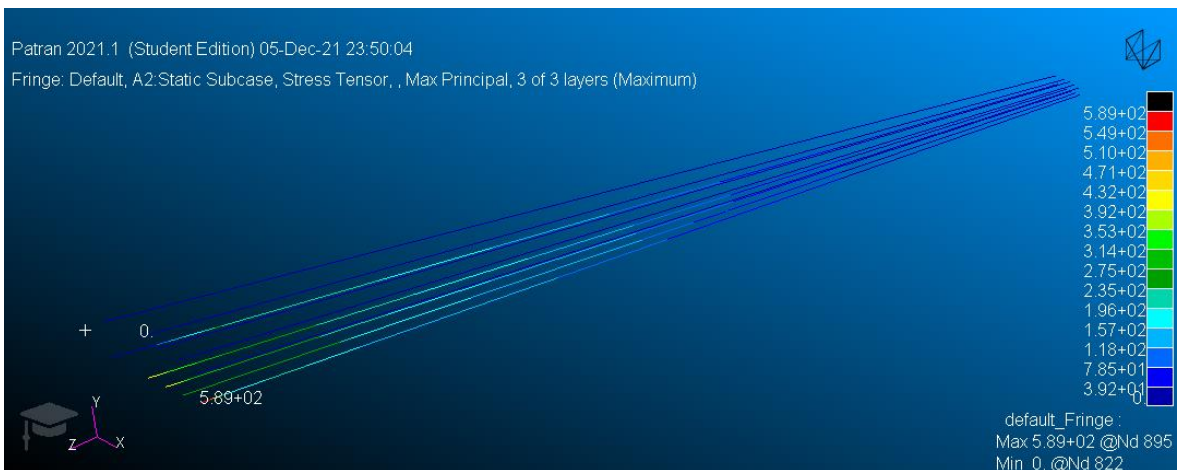 Patran 2021.1 (Student Edition) 05-Dec-21 23:50:04
Fringe: Default, A2:Static Subcase, Stress Tensor, , Max Principal, 3 of 3 layers (Maximum)
5.89+02
5.49+02
5.10+02
4.71+02
4.32+02
3.92+02
3.53+02
3.14+02
2.75+02
2.35+02
1.96+02
1.57+02
1.18+02
7.85+01
3.92+01
0.
0.
5.89+02
Y
Z
X
default_Fringe :
Max 5.89+02 @Nd 895
Min 0. @Nd 822